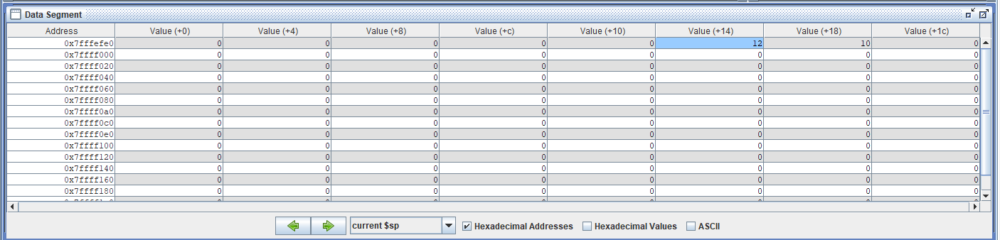 Data Segment
Address Value (+0) Value (+4) Value (+8) Value (+c) Value (+10) Value (+14) Value (+18) Value (+1c)
0x7fffefe0 0 0 0 0 0 12 10 0
0x7ffff000 0 0 0 0 0 0 0 0
0x7ffff020 0 0 0 0 0 0 0 0
0x7ffff040 0 0 0 0 0 0 0 0
0x7ffff060 0 0 0 0 0 0 0 0
0x7ffff080 0 0 0 0 0 0 0 0
0x7ffff0a0 0 0 0 0 0 0 0 0
0x7ffff0c0 0 0 0 0 0 0 0 0
0x7ffff0e0 0 0 0 0 0 0 0 0
0x7ffff100 0 0 0 0 0 0 0 0
0x7ffff120 0 0 0 0 0 0 0 0
0x7ffff140 0 0 0 0 0 0 0 0
0x7ffff160 0 0 0 0 0 0 0 0
0x7ffff180 0 0 0 0 0 0 0 0
current $sp Hexadecimal Addresses Hexadecimal Values ASCII